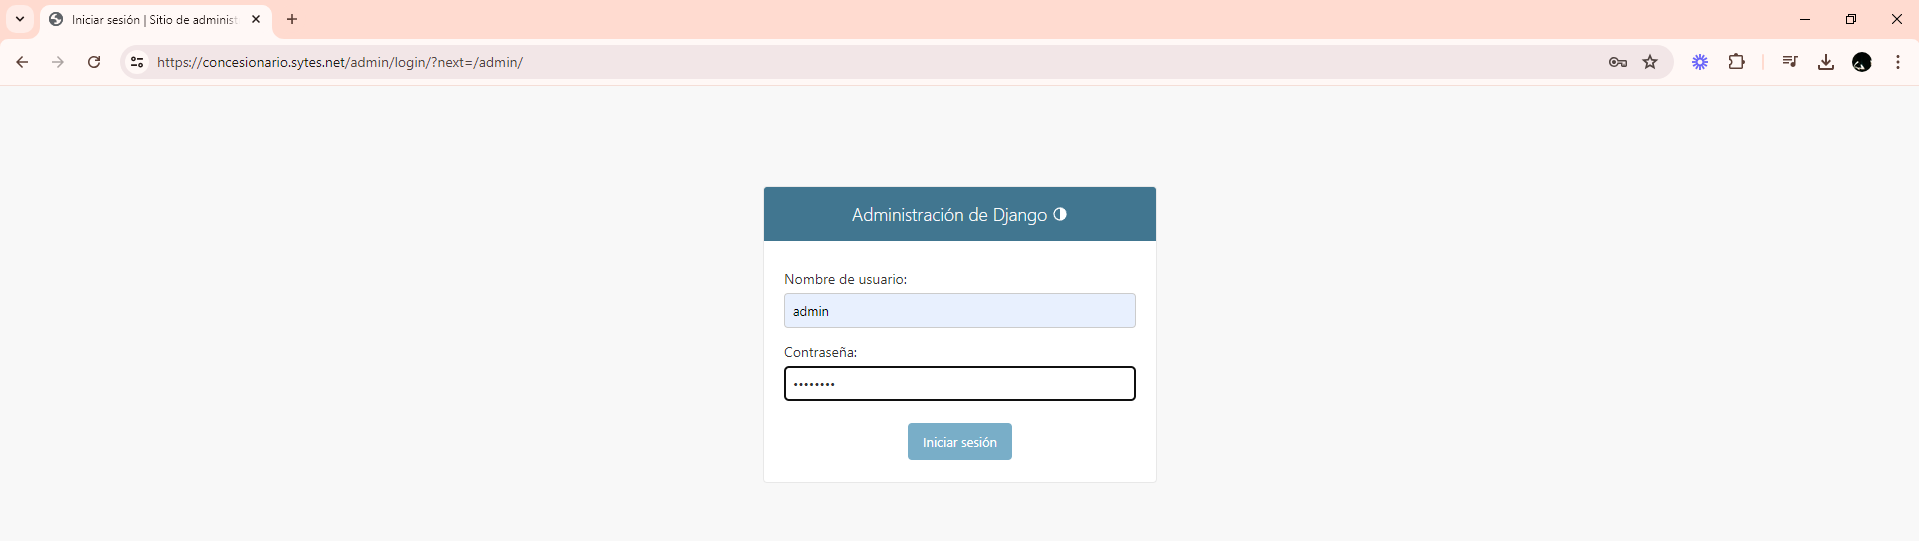 Iniciar sesión | Sitio de administ
https://concesionario.sytes.net/admin/login/?next=/admin/
Administración de Django
Nombre de usuario:
admin
Contraseña:
••••••••
Iniciar sesión